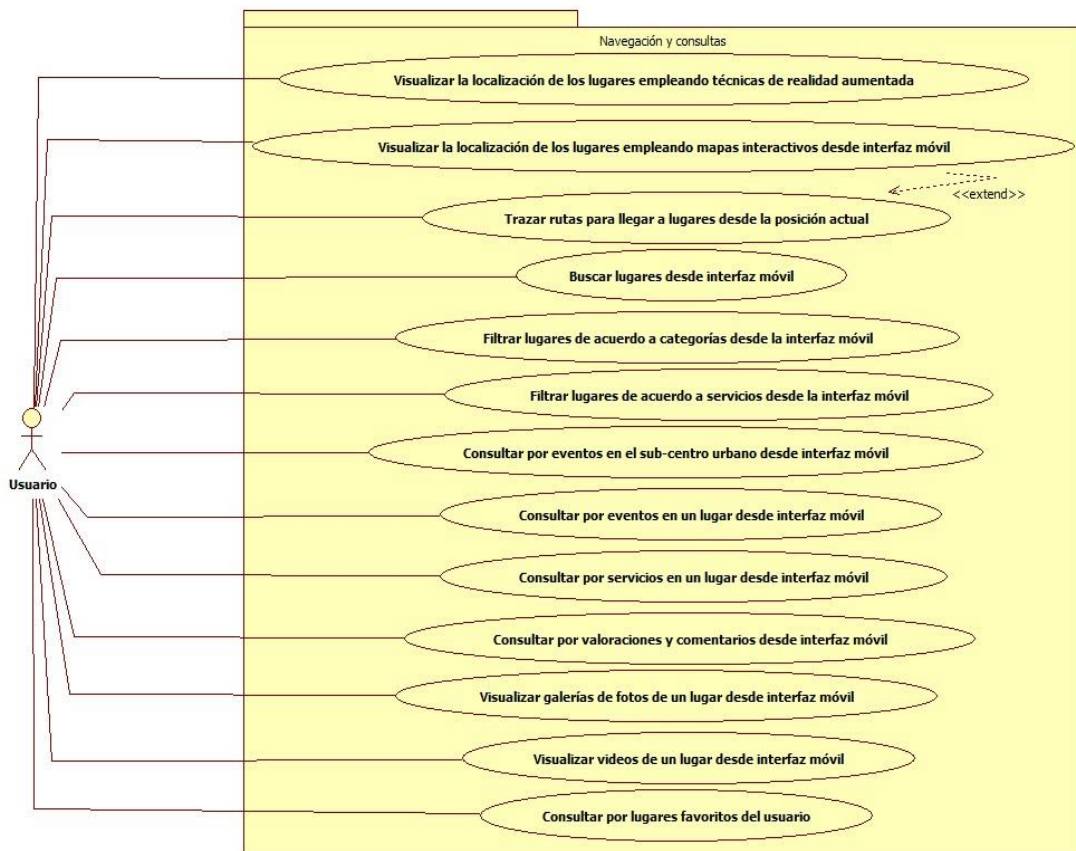 Navegación y consultas
Visualizar la localización de los lugares empleando técnicas de realidad aumentada
Visualizar la localización de los lugares empleando mapas interactivos desde interfaz móvil
<<extend>>
Trazar rutas para llegar a lugares desde la posición actual
Buscar lugares desde interfaz móvil
Filtrar lugares de acuerdo a categorías desde la interfaz móvil
Filtrar lugares de acuerdo a servicios desde la interfaz móvil
Consultar por eventos en el sub-centro urbano desde interfaz móvil
Usuario
Consultar por eventos en un lugar desde interfaz móvil
Consultar por servicios en un lugar desde interfaz móvil
Consultar por valoraciones y comentarios desde interfaz móvil
Visualizar galerías de fotos de un lugar desde interfaz móvil
Visualizar videos de un lugar desde interfaz móvil
Consultar por lugares favoritos del usuario